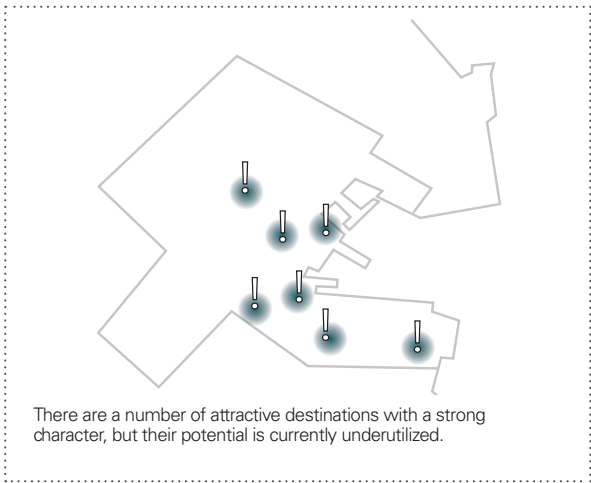 There are a number of attractive destinations with a strong
character, but their potential is currently underutilized.